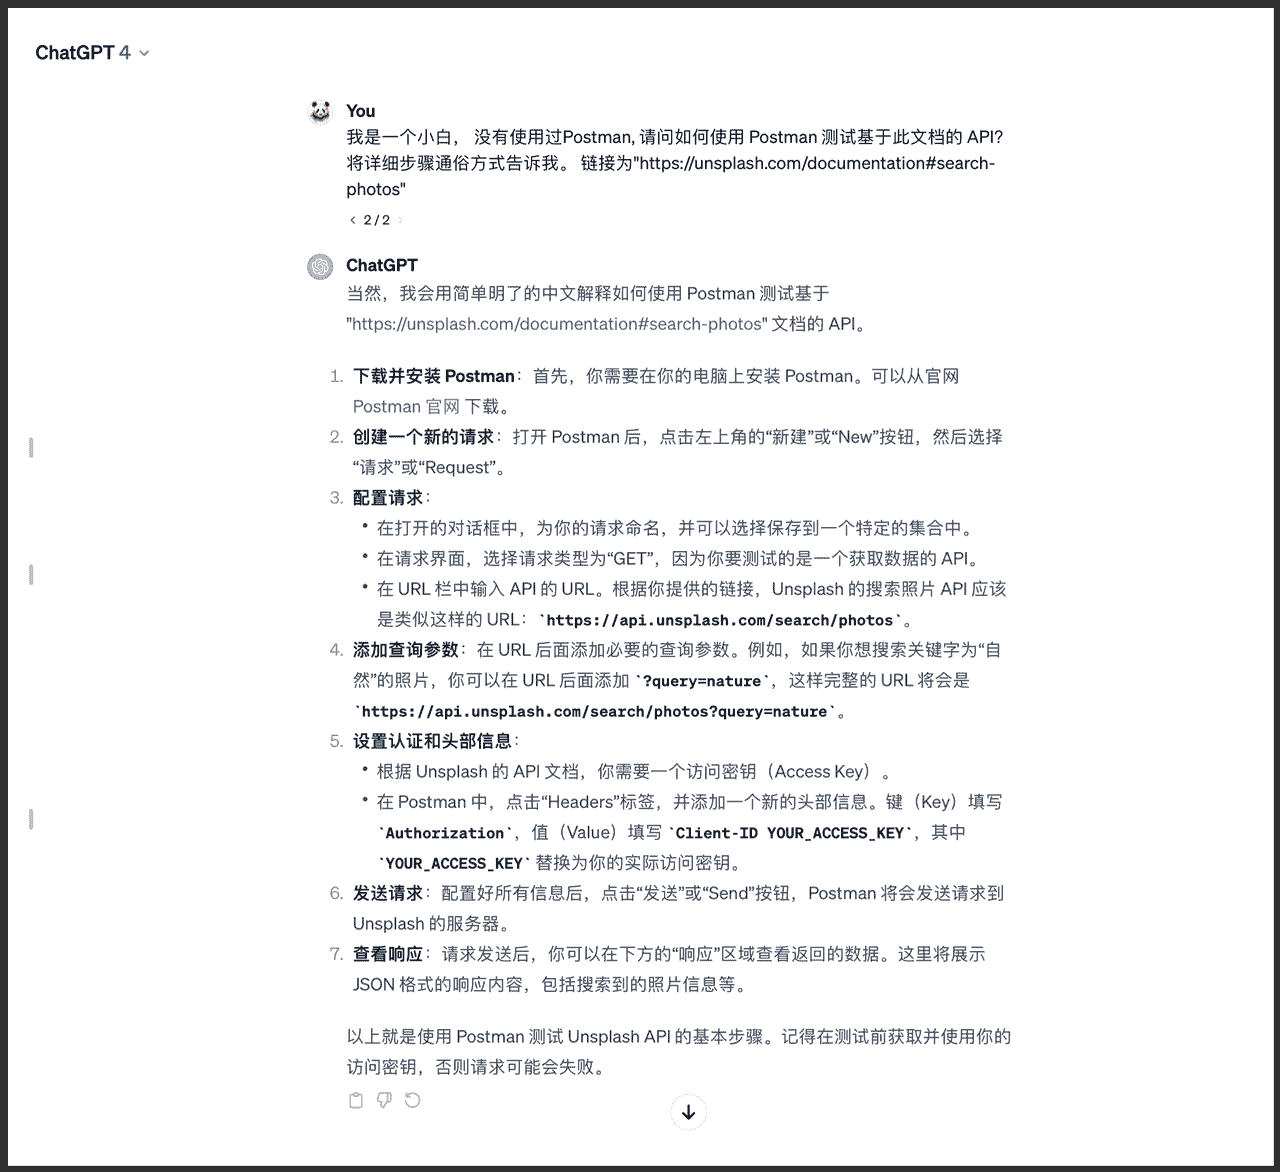 ChatGPT 4
You
我是一个小白， 没有使用过Postman, 请问如何使用 Postman 测试基于此文档的 API?
将详细步骤通俗方式告诉我。 链接为"https://unsplash.com/documentation#search-
photos"
2 / 2
ChatGPT
当然，我会用简单明了的中文解释如何使用 Postman 测试基于
"https://unsplash.com/documentation#search-photos" 文档的 API。
1. 下载并安装 Postman：首先，你需要在你的电脑上安装 Postman。可以从官网
Postman 官网 下载。
2. 创建一个新的请求：打开 Postman 后，点击左上角的“新建”或“New”按钮，然后选择
“请求”或“Request”。
3. 配置请求：
• 在打开的对话框中，为你的请求命名，并可以选择保存到一个特定的集合中。
• 在请求界面，选择请求类型为“GET”，因为你要测试的是一个获取数据的 API。
• 在 URL 栏中输入 API 的 URL。根据你提供的链接，Unsplash 的搜索照片 API 应该
是类似这样的 URL：`https://api.unsplash.com/search/photos`。
4. 添加查询参数：在 URL 后面添加必要的查询参数。例如，如果你想搜索关键字为“自
然”的照片，你可以在 URL 后面添加 `?query=nature`，这样完整的 URL 将会是
`https://api.unsplash.com/search/photos?query=nature`。
5. 设置认证和头部信息：
• 根据 Unsplash 的 API 文档，你需要一个访问密钥（Access Key）。
• 在 Postman 中，点击“Headers”标签，并添加一个新的头部信息。键（Key）填写
`Authorization`，值（Value）填写 `Client-ID YOUR_ACCESS_KEY`，其中
`YOUR_ACCESS_KEY` 替换为你的实际访问密钥。
6. 发送请求：配置好所有信息后，点击“发送”或“Send”按钮，Postman 将会发送请求到
Unsplash 的服务器。
7. 查看响应：请求发送后，你可以在下方的“响应”区域查看返回的数据。这里将展示
JSON 格式的响应内容，包括搜索到的照片信息等。
以上就是使用 Postman 测试 Unsplash API 的基本步骤。记得在测试前获取并使用你的
访问密钥，否则请求可能会失败。